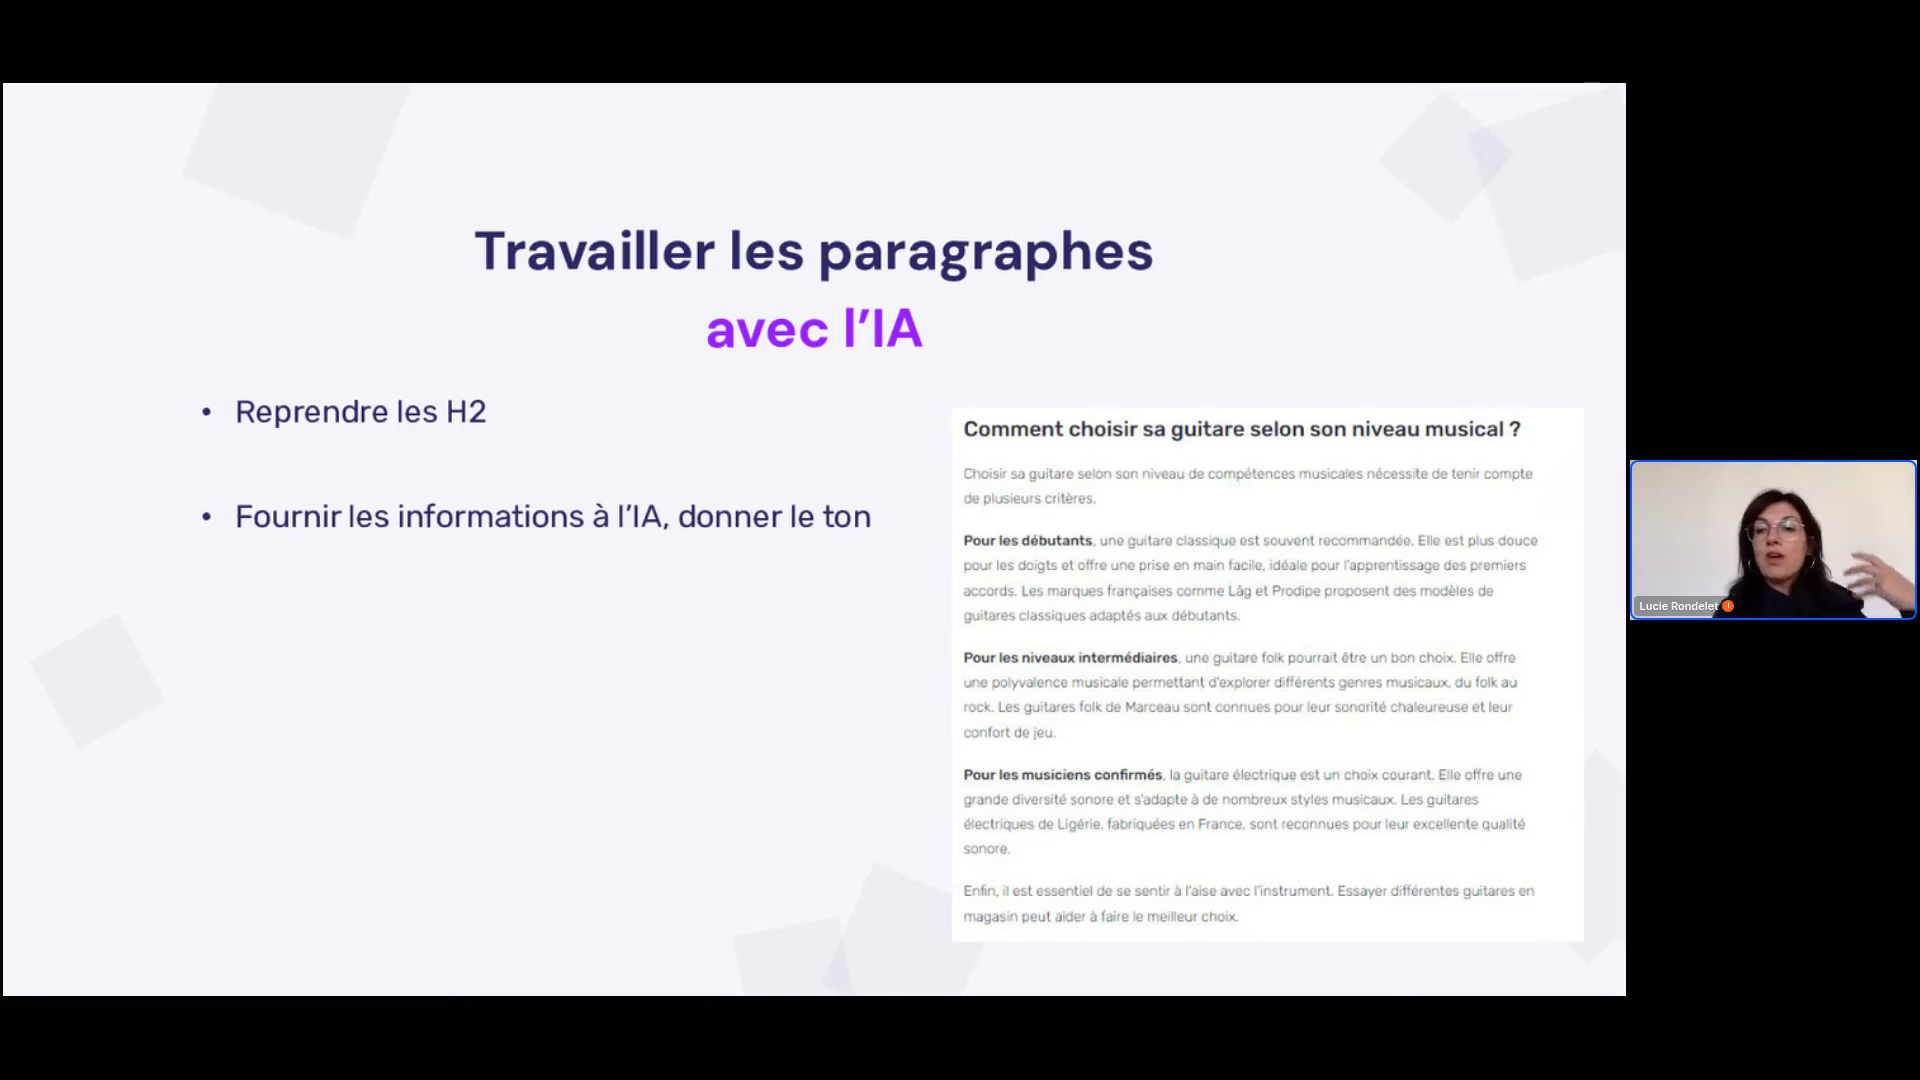 Travailler les paragraphes
avec l’IA
• Reprendre les H2
• Fournir les informations à l’IA, donner le ton
Comment choisir sa guitare selon son niveau musical ?
Choisir sa guitare selon son niveau de compétences musicales nécessite de tenir compte
de plusieurs critères.
Pour les débutants, une guitare classique est souvent recommandée. Elle est plus douce
pour les doigts et offre une prise en main facile, idéale pour l'apprentissage des premiers
accords. Les marques françaises comme Lâg et Prodipe proposent des modèles de
guitares classiques adaptés aux débutants.
Pour les niveaux intermédiaires, une guitare folk pourrait être un bon choix. Elle offre
une polyvalence musicale permettant d'explorer différents genres musicaux, du folk au
rock. Les guitares folk de Marceau sont connues pour leur sonorité chaleureuse et leur
confort de jeu.
Pour les musiciens confirmés, la guitare électrique est un choix courant. Elle offre une
grande diversité sonore et s'adapte à de nombreux styles musicaux. Les guitares
électriques de Ligérie, fabriquées en France, sont reconnues pour leur excellente qualité
sonore.
Enfin, il est essentiel de se sentir à l'aise avec l'instrument. Essayer différentes guitares en
magasin peut aider à faire le meilleur choix.
Lucie Rondelet